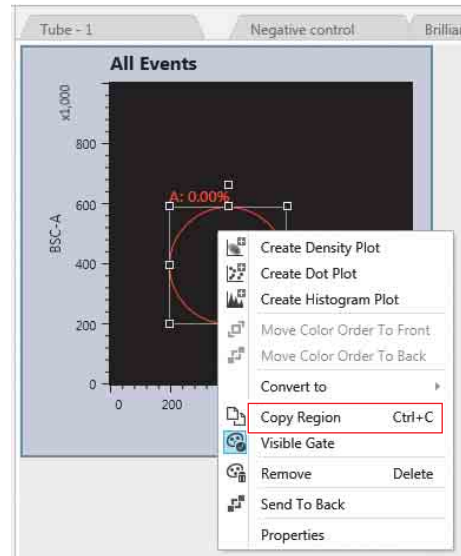 Tube - 1
Negative control
Brillia
All Events
x1,000
800
600
400
200
0
BSC-A
0
200
A: 0.00%
Create Density Plot
Create Dot Plot
Create Histogram Plot
Move Color Order To Front
Move Color Order To Back
Convert to
Copy Region Ctrl+C
Visible Gate
Remove Delete
Send To Back
Properties